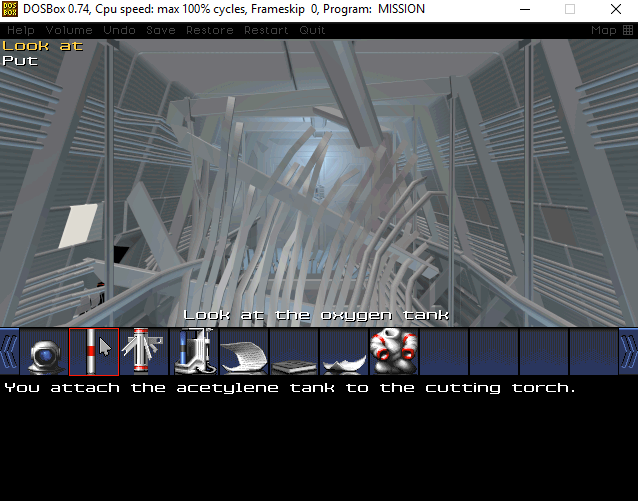 DOSBox 0.74, Cpu speed: max 100% cycles, Frameskip 0, Program: MISSION
Help Volume Undo Save Restore Restart Quit Map
Look at
Put
Look at the oxygen tank
You attach the acetylene tank to the cutting torch.